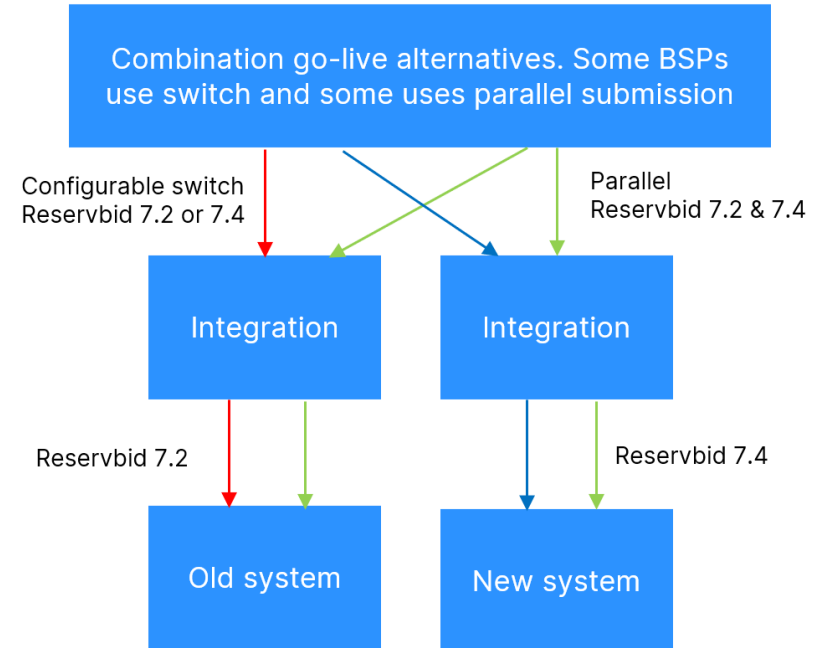 Combination go-live alternatives. Some BSPs
use switch and some uses parallel submission
Configurable switch
Reservbid 7.2 or 7.4
Parallel
Reservbid 7.2 & 7.4
Integration
Integration
Reservbid 7.2
Reservbid 7.4
Old system
New system